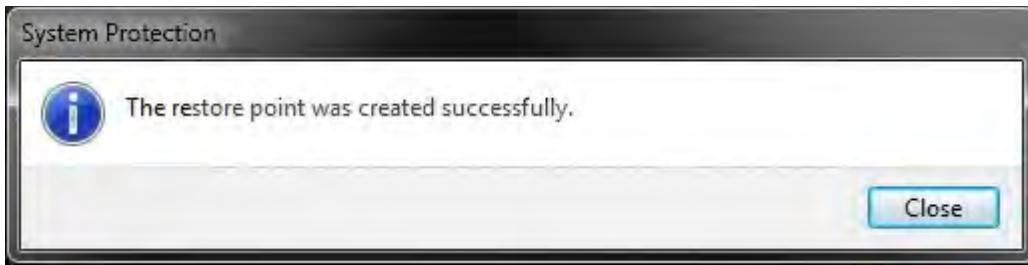 System Protection
The restore point was created successfully.
Close